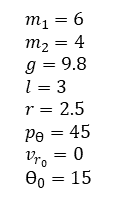 m₁ = 6
m₂ = 4
g = 9.8
l = 3
r = 2.5
pθ = 45
vᵣ₀ = 0
Θ₀ = 15